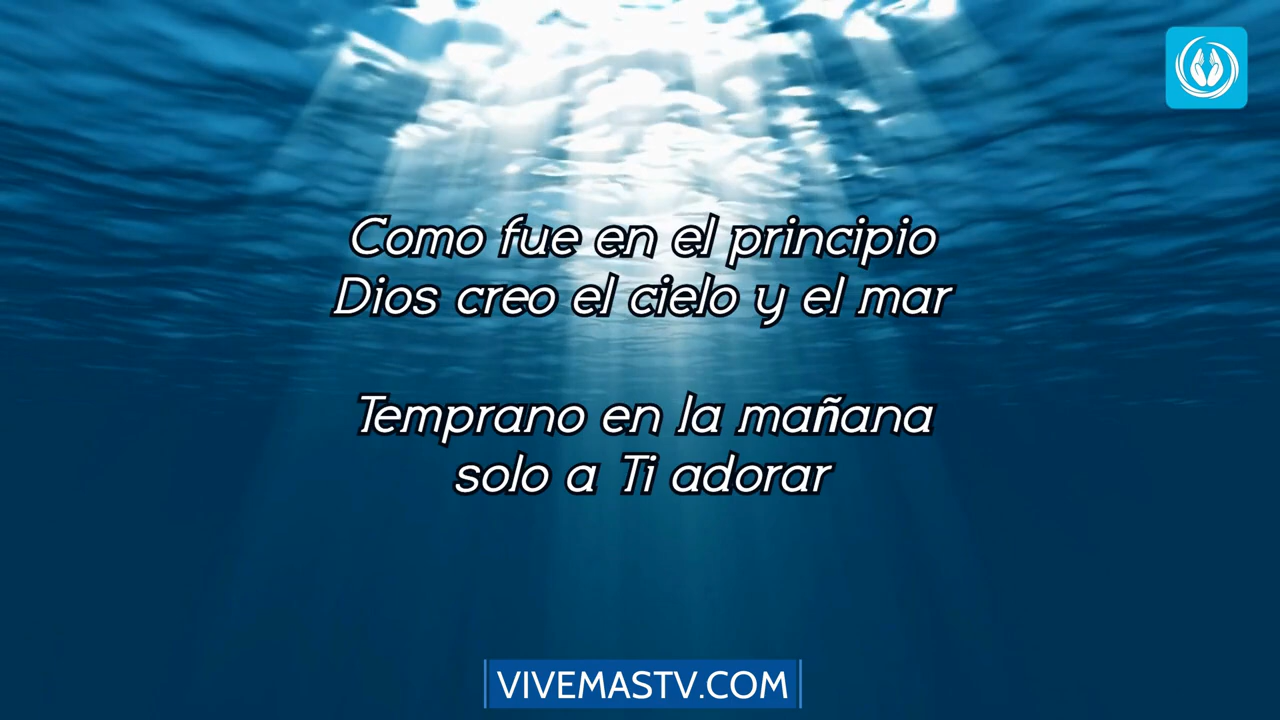 Como fue en el principio
Dios creo el cielo y el mar
Temprano en la mañana
solo a Ti adorar
VIVEMASTV.COM